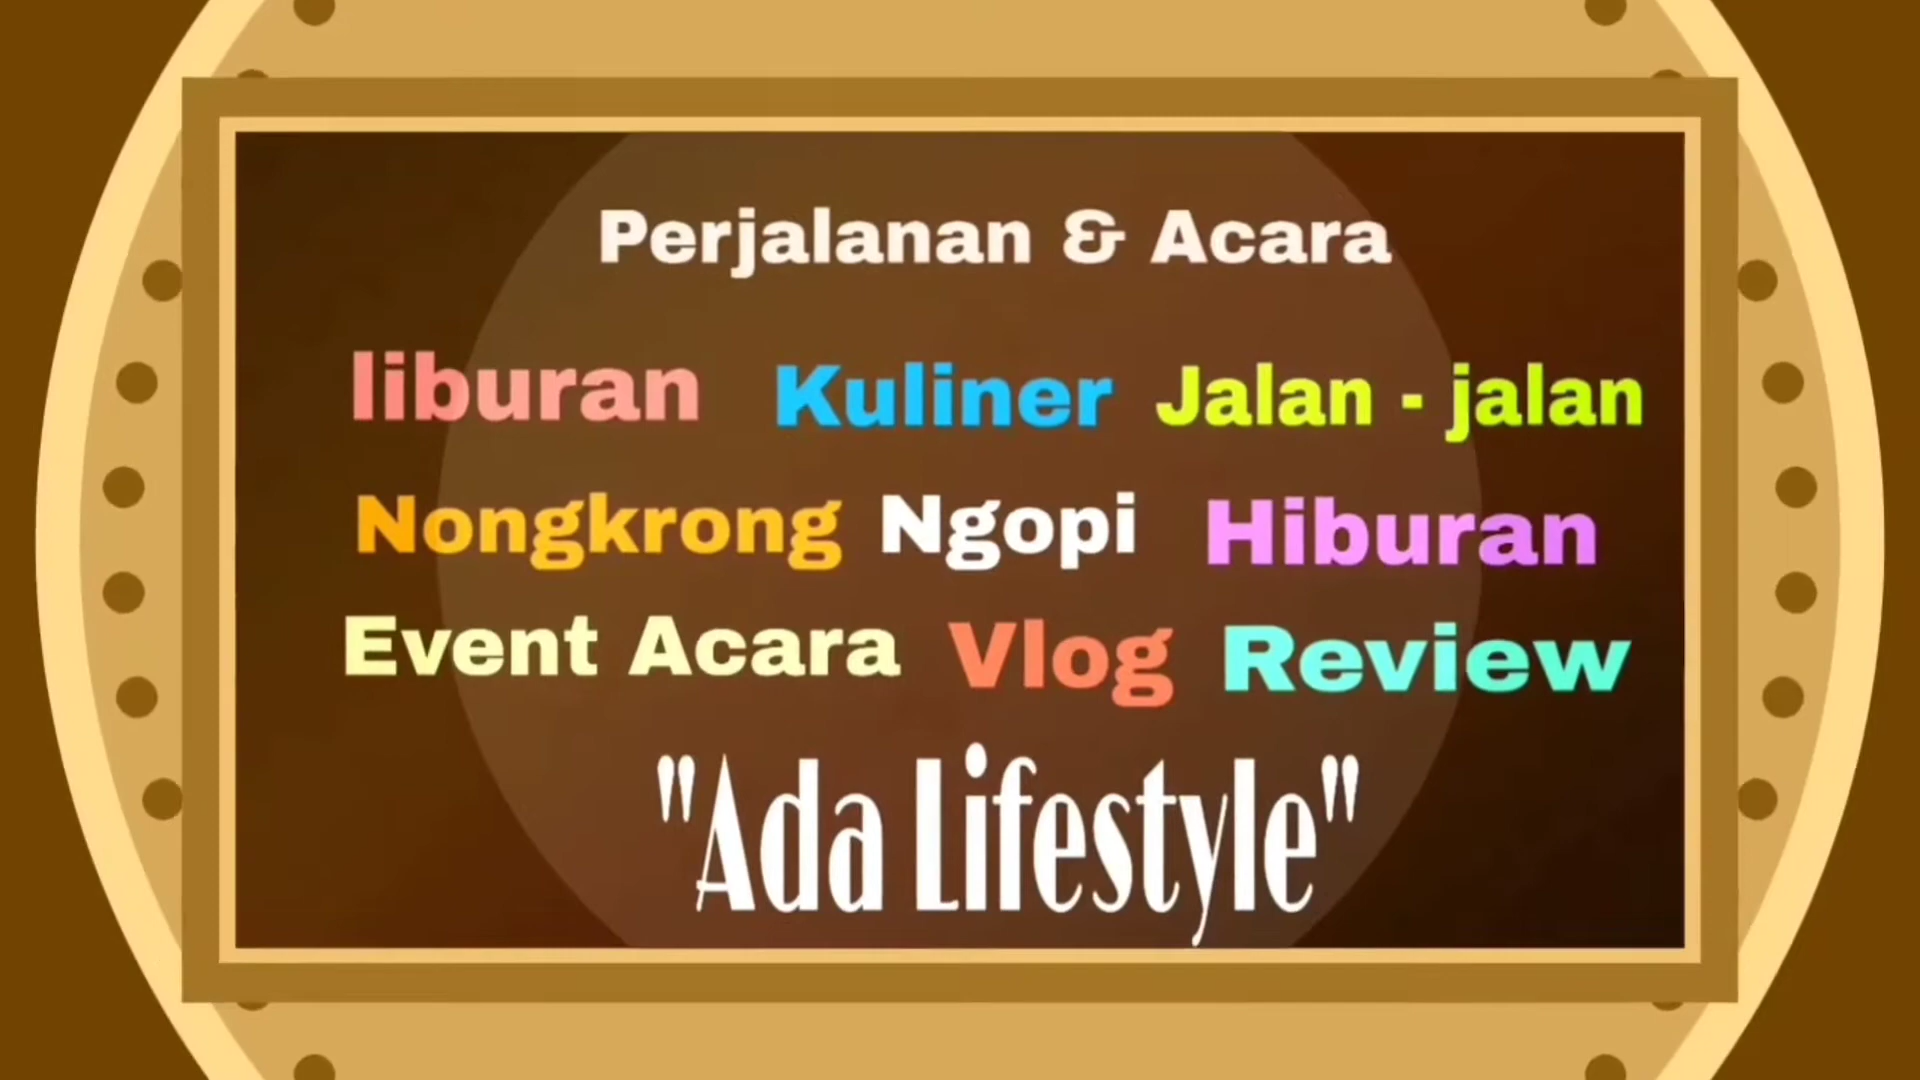 Perjalanan & Acara
liburan Kuliner Jalan - jalan
Nongkrong Ngopi Hiburan
Event Acara Vlog Review
"Ada Lifestyle"